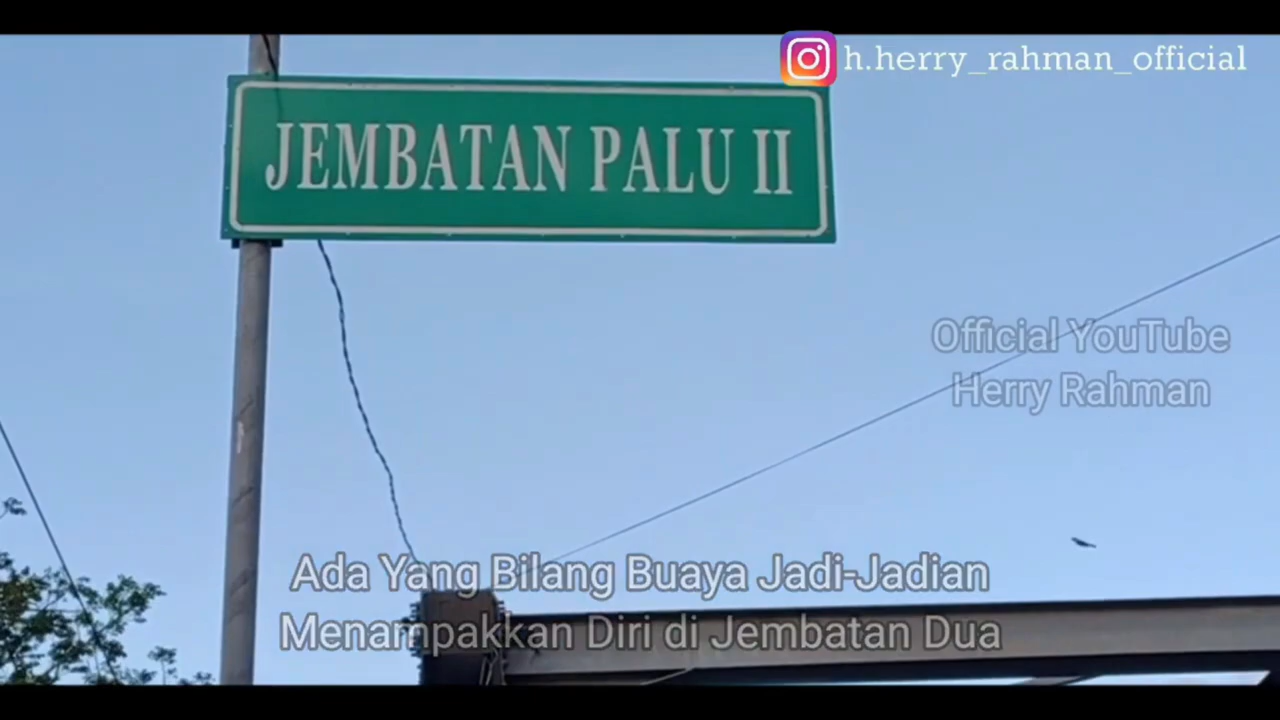 h.herry_rahman_official
JEMBATAN PALU II
Official YouTube
Herry Rahman
Ada Yang Bilang Buaya Jadi-Jadian
Menampakkan Diri di Jembatan Dua